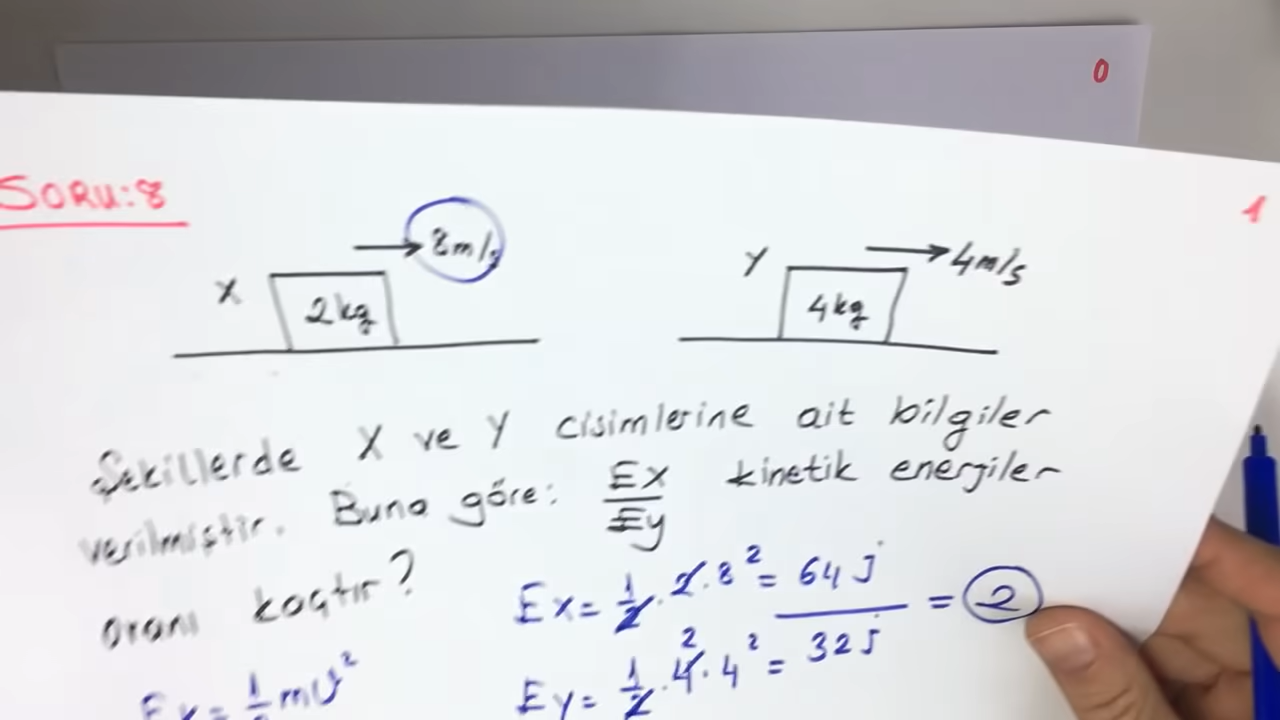 0
SORU:8
1
X
2kg
8m/s
Y
4kg
4m/s
Şekillerde X ve Y cisimlerine ait bilgiler
verilmiştir. Buna göre: Ex/Ey kinetik energiler
oranı kaçtır?
Ex = 1/2 . 2 . 8² = 64 J
= 2
Ey = 1/2 . 4 . 4² = 32 J
2
Ek = 1/2 mv²